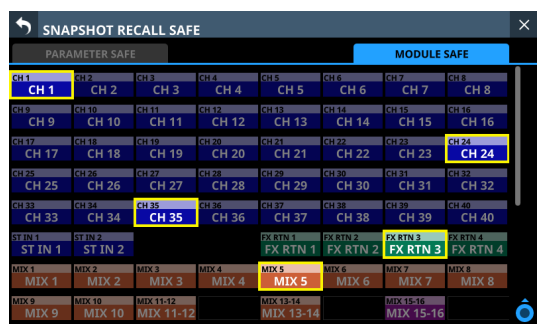 SNAPSHOT RECALL SAFE
PARAMETER SAFE MODULE SAFE
CH 1 CH 2 CH 3 CH 4 CH 5 CH 6 CH 7 CH 8
CH 1 CH 2 CH 3 CH 4 CH 5 CH 6 CH 7 CH 8
CH 9 CH 10 CH 11 CH 12 CH 13 CH 14 CH 15 CH 16
CH 9 CH 10 CH 11 CH 12 CH 13 CH 14 CH 15 CH 16
CH 17 CH 18 CH 19 CH 20 CH 21 CH 22 CH 23 CH 24
CH 17 CH 18 CH 19 CH 20 CH 21 CH 22 CH 23 CH 24
CH 25 CH 26 CH 27 CH 28 CH 29 CH 30 CH 31 CH 32
CH 25 CH 26 CH 27 CH 28 CH 29 CH 30 CH 31 CH 32
CH 33 CH 34 CH 35 CH 36 CH 37 CH 38 CH 39 CH 40
CH 33 CH 34 CH 35 CH 36 CH 37 CH 38 CH 39 CH 40
ST IN 1 ST IN 2 FX RTN 1 FX RTN 2 FX RTN 3 FX RTN 4
ST IN 1 ST IN 2 FX RTN 1 FX RTN 2 FX RTN 3 FX RTN 4
MIX 1 MIX 2 MIX 3 MIX 4 MIX 5 MIX 6 MIX 7 MIX 8
MIX 1 MIX 2 MIX 3 MIX 4 MIX 5 MIX 6 MIX 7 MIX 8
MIX 9 MIX 10 MIX 11-12 MIX 13-14 MIX 15-16
MIX 9 MIX 10 MIX 11-12 MIX 13-14 MIX 15-16